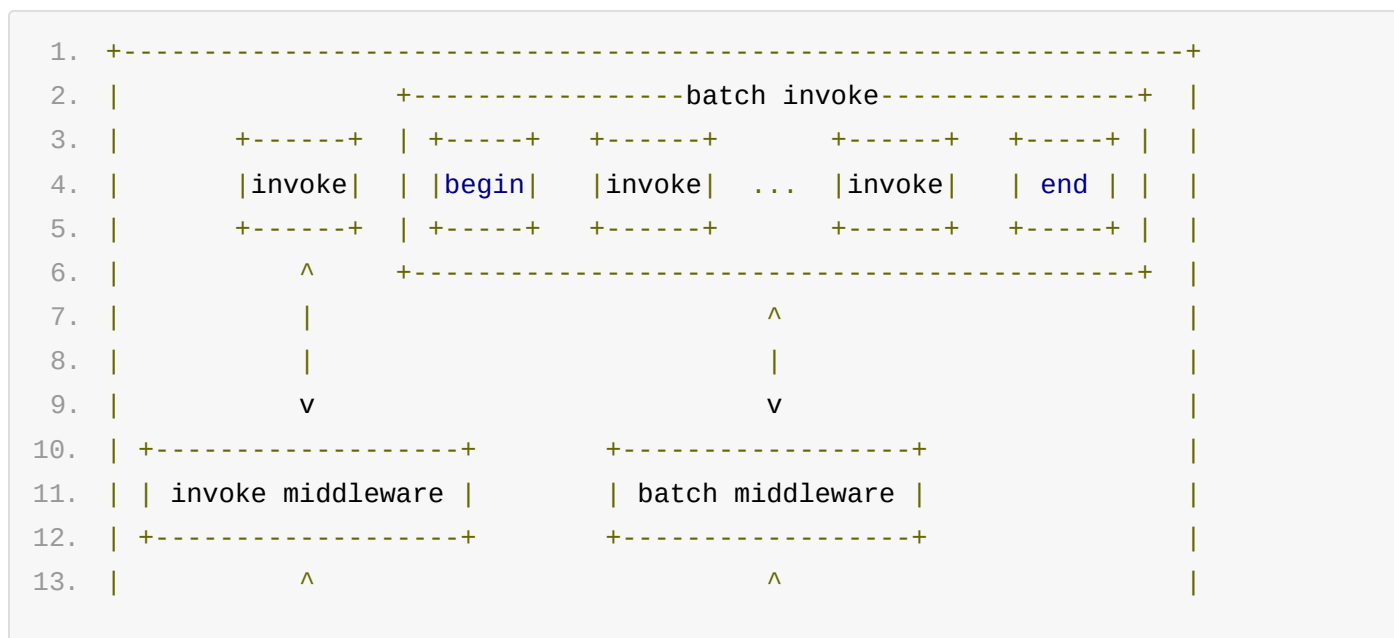 1.  +------------------------------------------------------------------+
 2.  |                 +-----------------batch invoke----------------+  |
 3.  |       +------+  | +-----+   +------+       +------+   +-----+ |  |
 4.  |       |invoke|  | |begin|   |invoke|  ...  |invoke|   | end | |  |
 5.  |       +------+  | +-----+   +------+       +------+   +-----+ |  |
 6.  |           ^     +---------------------------------------------+  |
 7.  |           |                            ^                         |
 8.  |           |                            |                         |
 9.  |           v                            v                         |
10.  | +-------------------+        +------------------+                |
11.  | | invoke middleware |        | batch middleware |                |
12.  | +-------------------+        +------------------+                |
13.  |           ^                            ^                         |